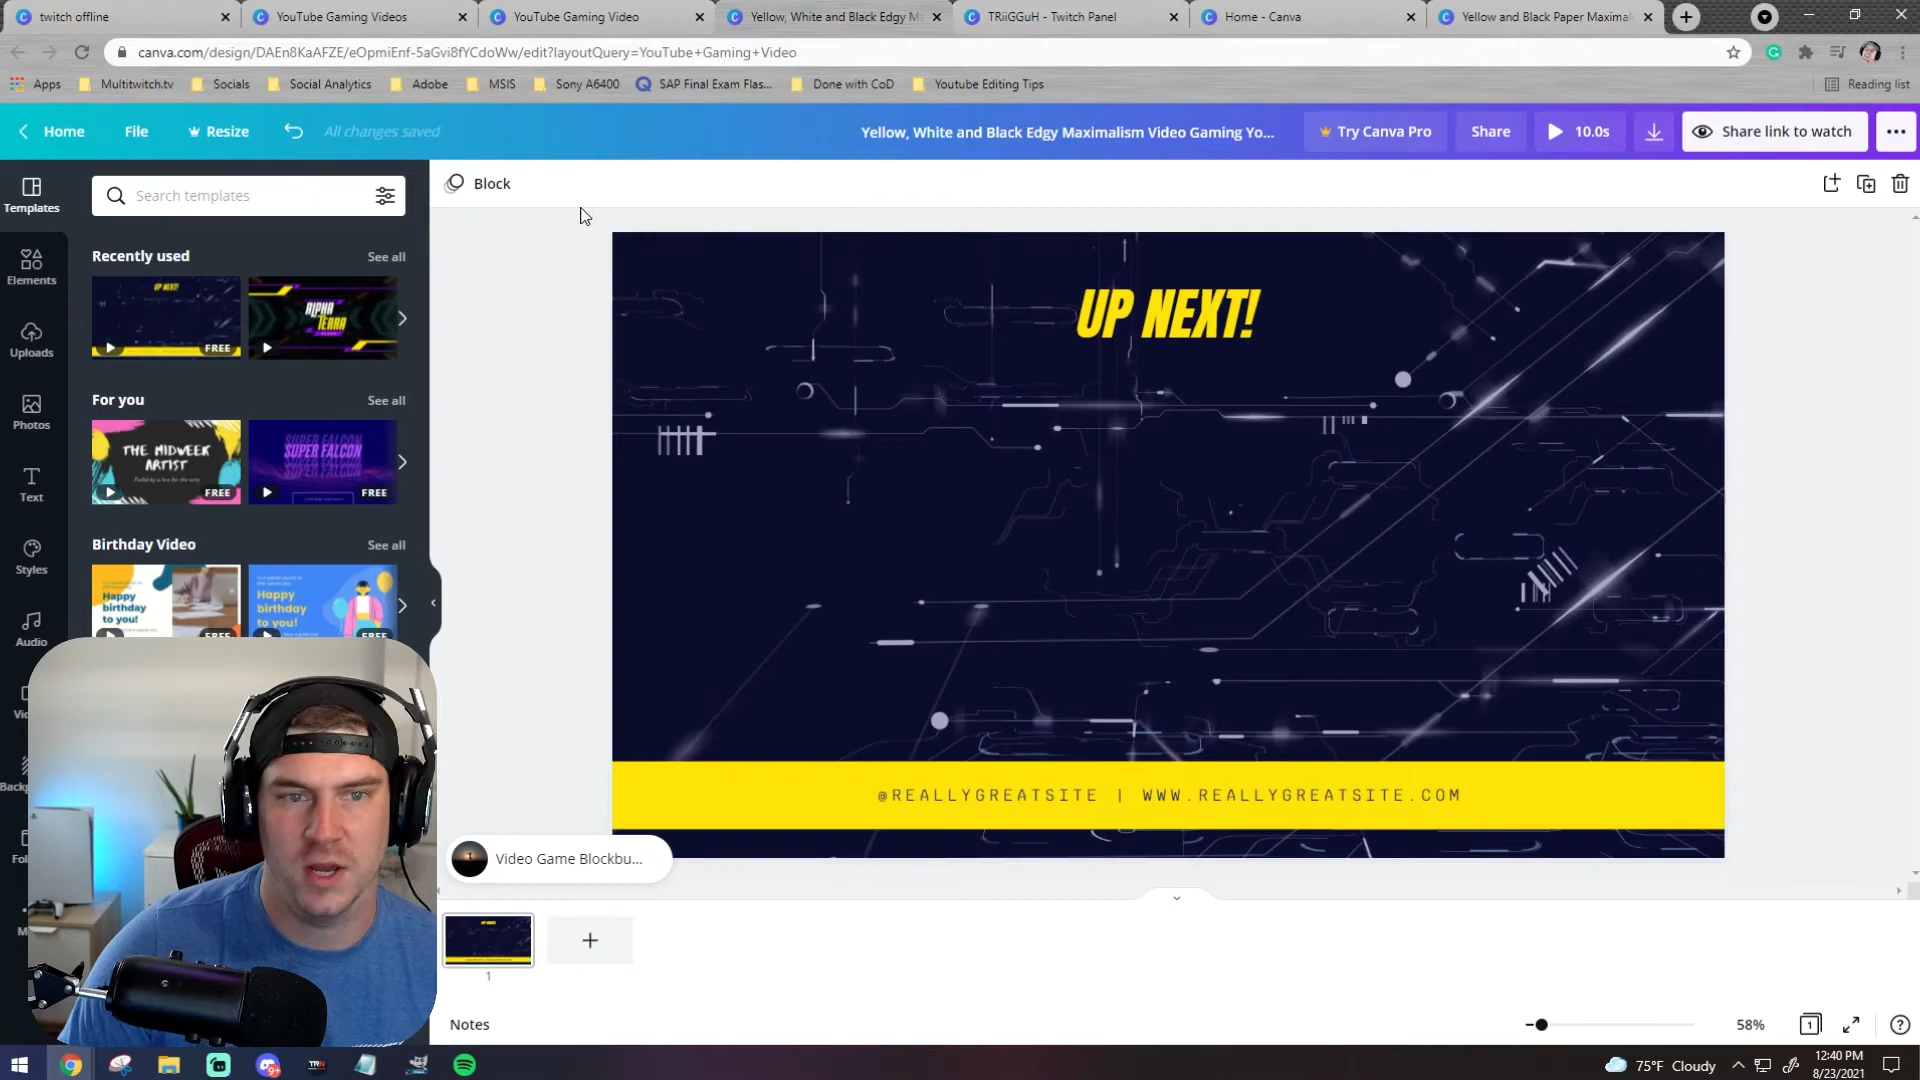 twitch offline
YouTube Gaming Videos
YouTube Gaming Video
Yellow, White and Black Edgy M
TRiiGGuH - Twitch Panel
Home - Canva
Yellow and Black Paper Maximal
canva.com/design/DAEn8KaAFZE/eOpmiEnf-5aGvi8fYCdoWw/edit?layoutQuery=YouTube+Gaming+Video
Apps
Multitwitch.tv
Socials
Social Analytics
Adobe
MSIS
Sony A6400
SAP Final Exam Flas...
Done with CoD
Youtube Editing Tips
Reading list
Home
File
Resize
All changes saved
Yellow, White and Black Edgy Maximalism Video Gaming Yo...
Try Canva Pro
Share
10.0s
Share link to watch
Templates
Search templates
Block
Recently used
See all
UP NEXT!
FREE
ALPHA
TERRA
Elements
Uploads
For you
See all
THE MIDWEEK
ARTIST
FREE
SUPER FALCON
FREE
Photos
Text
Birthday Video
See all
Happy
birthday
to you!
FREE
Happy
birthday
to you!
FREE
Styles
Audio
UP NEXT!
@REALLYGREATSITE | WWW.REALLYGREATSITE.COM
Video Game Blockbu...
UP NEXT!
1
Notes
58%
1
9+
TRN
75°F Cloudy
12:40 PM
8/23/2021